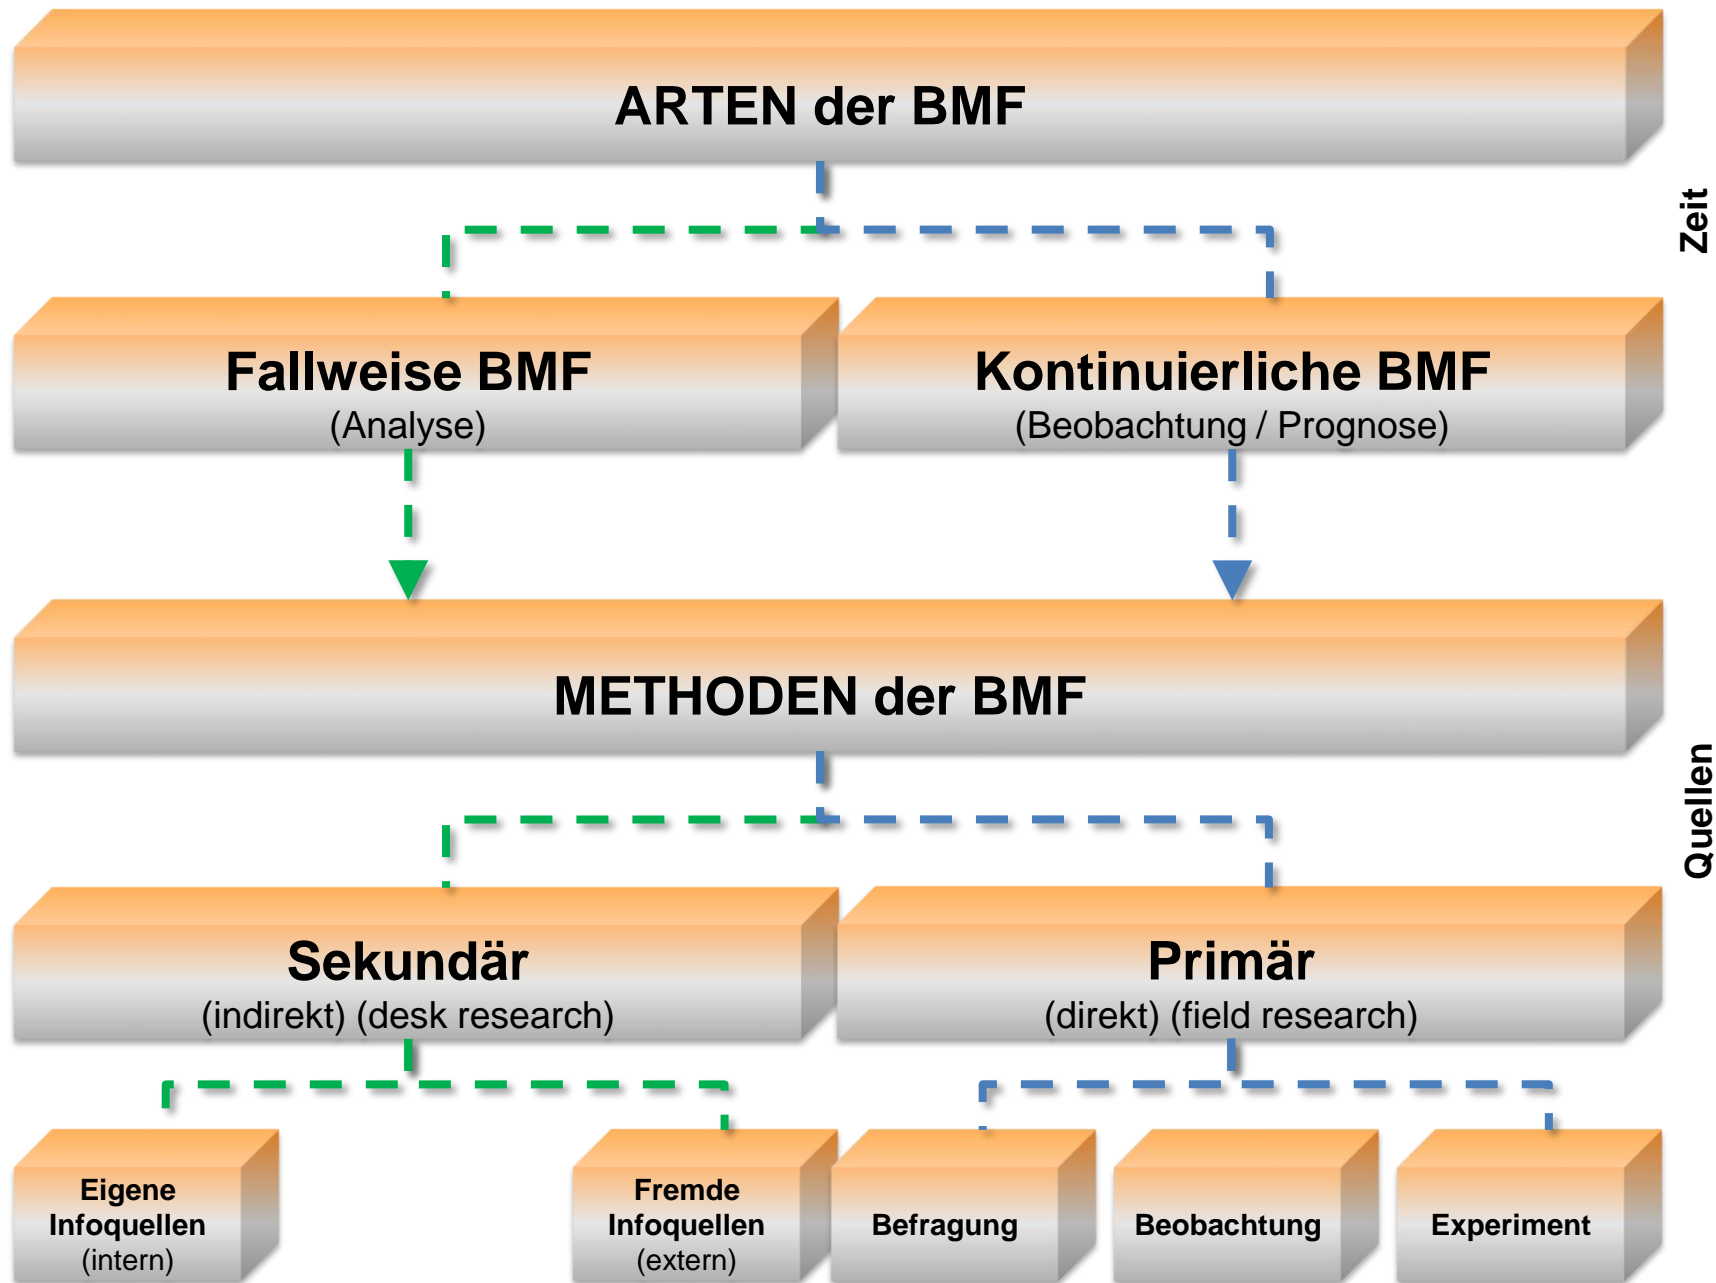 ARTEN der BMF
Zeit
Fallweise BMF
(Analyse)
Kontinuierliche BMF
(Beobachtung / Prognose)
METHODEN der BMF
Quellen
Sekundär
(indirekt) (desk research)
Primär
(direkt) (field research)
Eigene
Infoquellen
(intern)
Fremde
Infoquellen
(extern)
Befragung
Beobachtung
Experiment